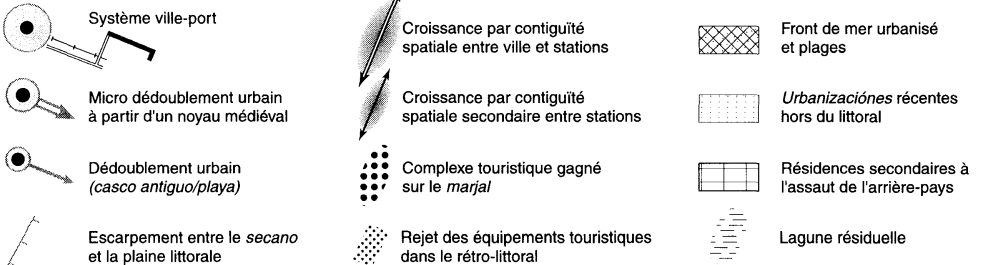 Système ville-port
Micro dédoublement urbain
à partir d'un noyau médiéval
Dédoublement urbain
(casco antiguo/playa)
Escarpement entre le secano
et la plaine littorale
Croissance par contiguïté
spatiale entre ville et stations
Croissance par contiguïté
spatiale secondaire entre stations
Complexe touristique gagné
sur le marjal
Rejet des équipements touristiques
dans le rétro-littoral
Front de mer urbanisé
et plages
Urbanizaciónes récentes
hors du littoral
Résidences secondaires à
l'assaut de l'arrière-pays
Lagune résiduelle